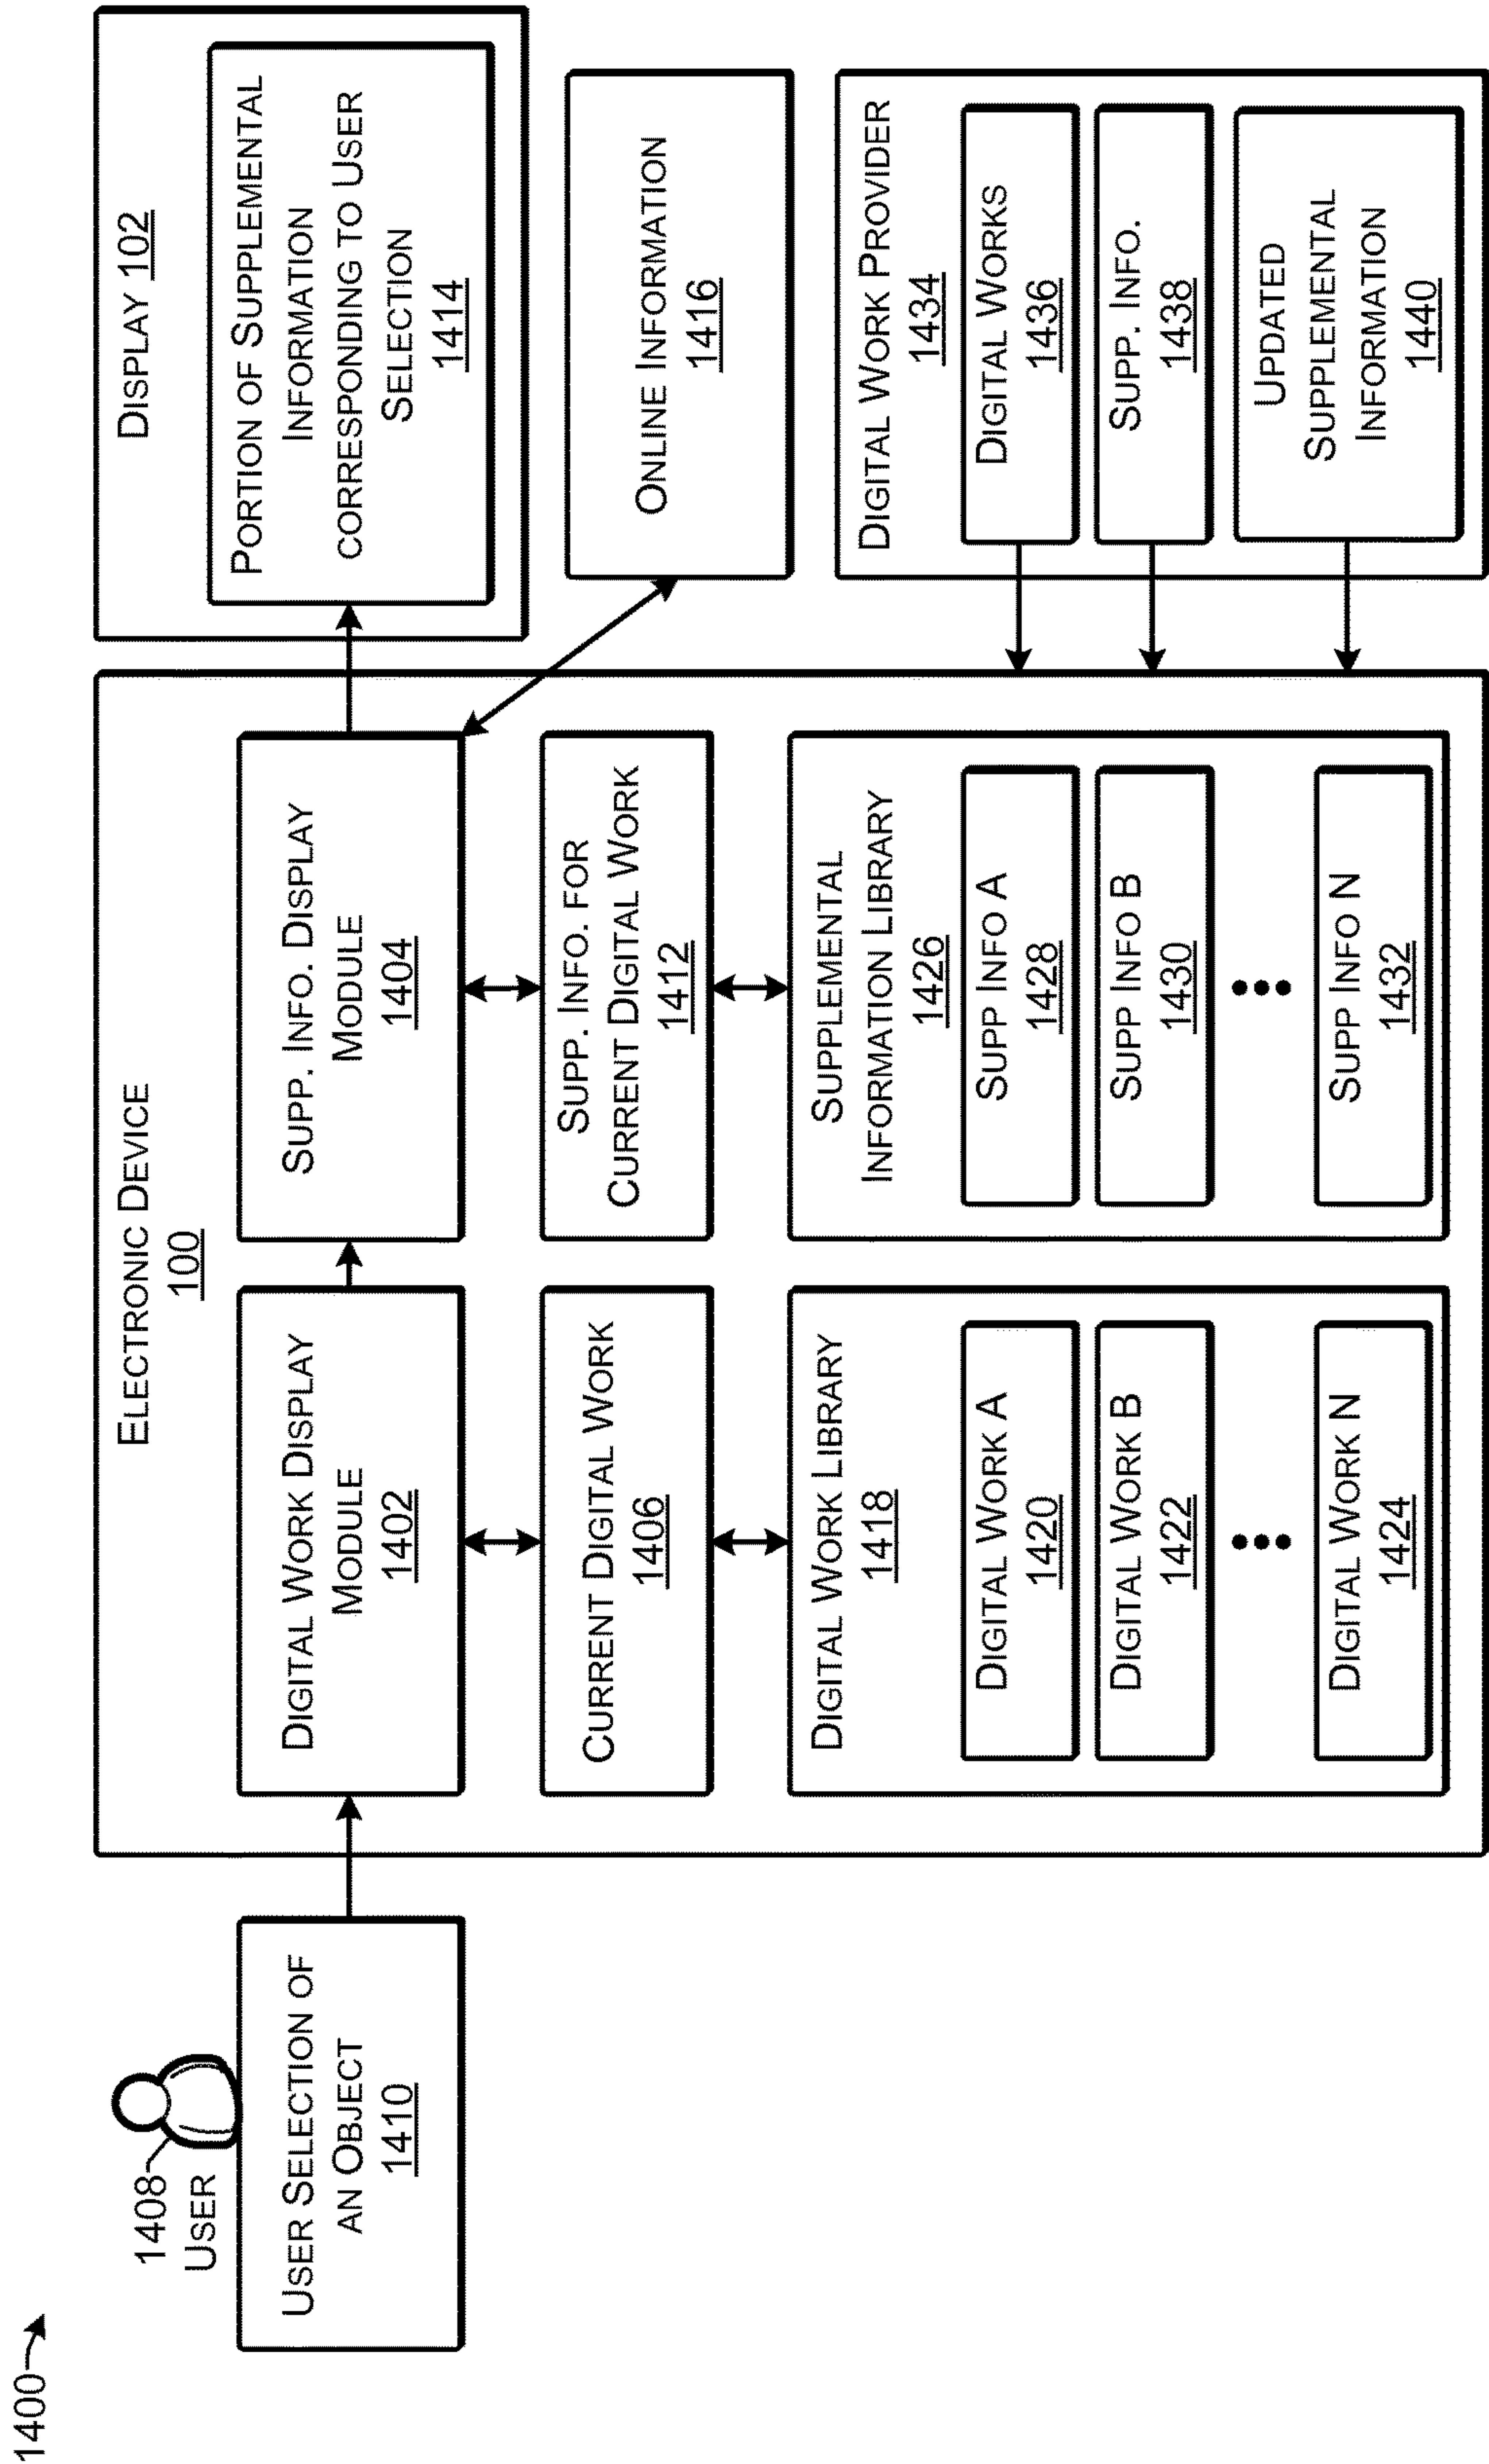 1400
1408
USER
USER SELECTION OF
AN OBJECT
1410
ELECTRONIC DEVICE
100
DIGITAL WORK DISPLAY
MODULE
1402
SUPP. INFO. DISPLAY
MODULE
1404
CURRENT DIGITAL WORK
1406
SUPP. INFO. FOR
CURRENT DIGITAL WORK
1412
DIGITAL WORK LIBRARY
1418
DIGITAL WORK A
1420
DIGITAL WORK B
1422
DIGITAL WORK N
1424
SUPPLEMENTAL
INFORMATION LIBRARY
1426
SUPP INFO A
1428
SUPP INFO B
1430
SUPP INFO N
1432
DISPLAY 102
PORTION OF SUPPLEMENTAL
INFORMATION
CORRESPONDING TO USER
SELECTION
1414
ONLINE INFORMATION
1416
DIGITAL WORK PROVIDER
1434
DIGITAL WORKS
1436
SUPP. INFO.
1438
UPDATED
SUPPLEMENTAL
INFORMATION
1440